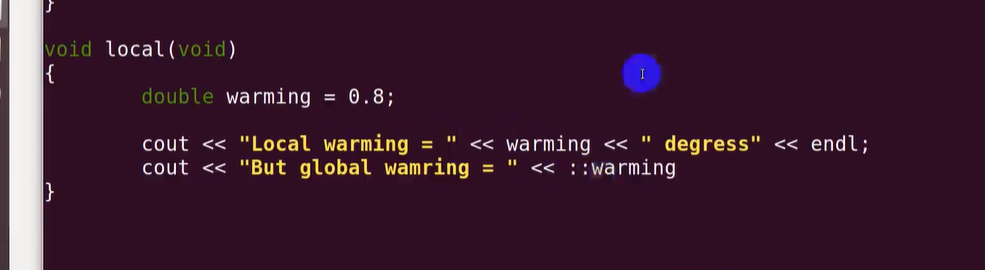 }
void local(void)
{
double warming = 0.8;
cout << "Local warming = " << warming << " degress" << endl;
cout << "But global wamring = " << ::warming
}